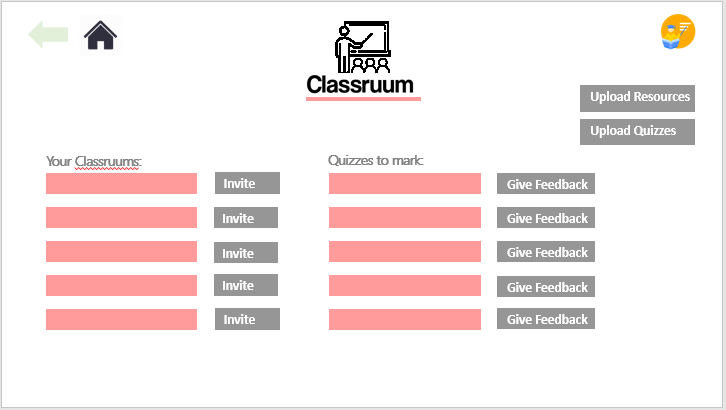 Classruum
Upload Resources
Upload Quizzes
Your Classruums:
Quizzes to mark:
Invite
Give Feedback
Invite
Give Feedback
Invite
Give Feedback
Invite
Give Feedback
Invite
Give Feedback